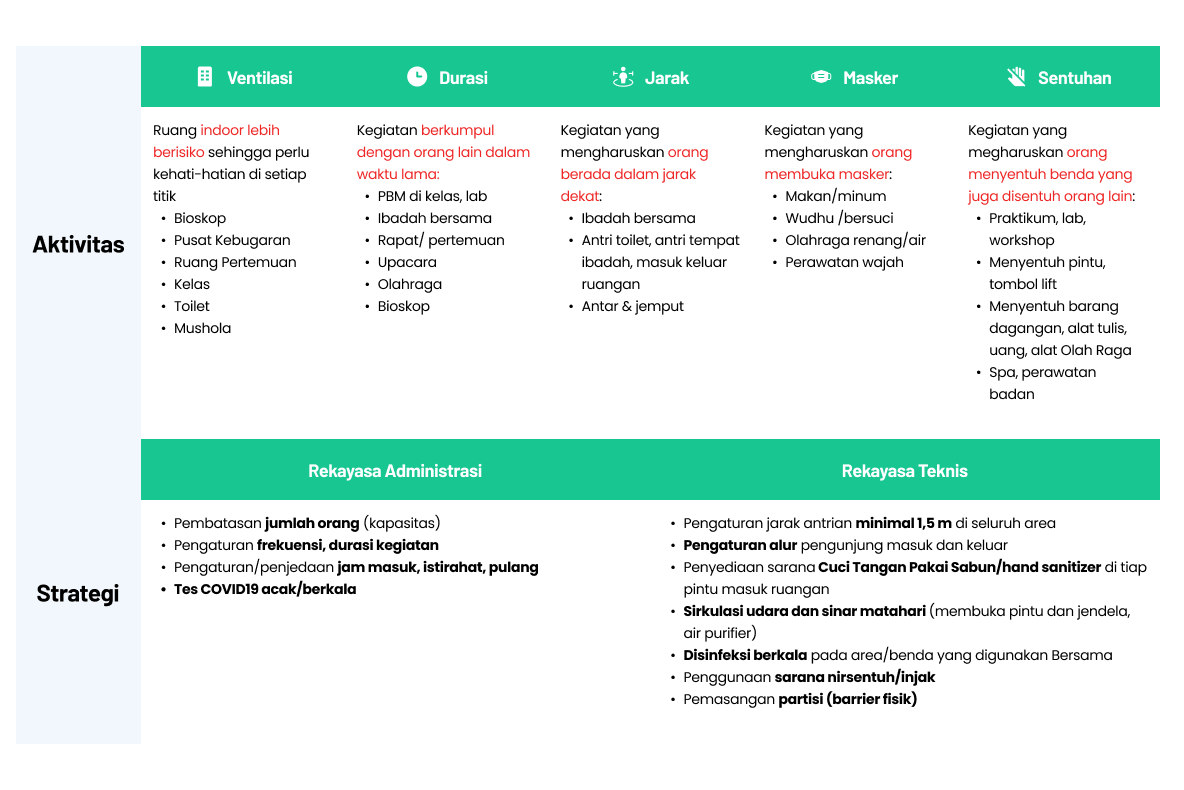 Ventilasi
Durasi
Jarak
Masker
Sentuhan
Aktivitas
Ruang indoor lebih
berisiko sehingga perlu
kehati-hatian di setiap
titik
• Bioskop
• Pusat Kebugaran
• Ruang Pertemuan
• Kelas
• Toilet
• Mushola
Kegiatan berkumpul
dengan orang lain dalam
waktu lama:
• PBM di kelas, lab
• Ibadah bersama
• Rapat/ pertemuan
• Upacara
• Olahraga
• Bioskop
Kegiatan yang
mengharuskan orang
berada dalam jarak
dekat:
• Ibadah bersama
• Antri toilet, antri tempat
ibadah, masuk keluar
ruangan
• Antar & jemput
Kegiatan yang
mengharuskan orang
membuka masker:
• Makan/minum
• Wudhu /bersuci
• Olahraga renang/air
• Perawatan wajah
Kegiatan yang
megharuskan orang
menyentuh benda yang
juga disentuh orang lain:
• Praktikum, lab,
workshop
• Menyentuh pintu,
tombol lift
• Menyentuh barang
dagangan, alat tulis,
uang, alat Olah Raga
• Spa, perawatan
badan
Rekayasa Administrasi
Rekayasa Teknis
Strategi
• Pembatasan jumlah orang (kapasitas)
• Pengaturan frekuensi, durasi kegiatan
• Pengaturan/penjedaan jam masuk, istirahat, pulang
• Tes COVID19 acak/berkala
• Pengaturan jarak antrian minimal 1,5 m di seluruh area
• Pengaturan alur pengunjung masuk dan keluar
• Penyediaan sarana Cuci Tangan Pakai Sabun/hand sanitizer di tiap
pintu masuk ruangan
• Sirkulasi udara dan sinar matahari (membuka pintu dan jendela,
air purifier)
• Disinfeksi berkala pada area/benda yang digunakan Bersama
• Penggunaan sarana nirsentuh/injak
• Pemasangan partisi (barrier fisik)